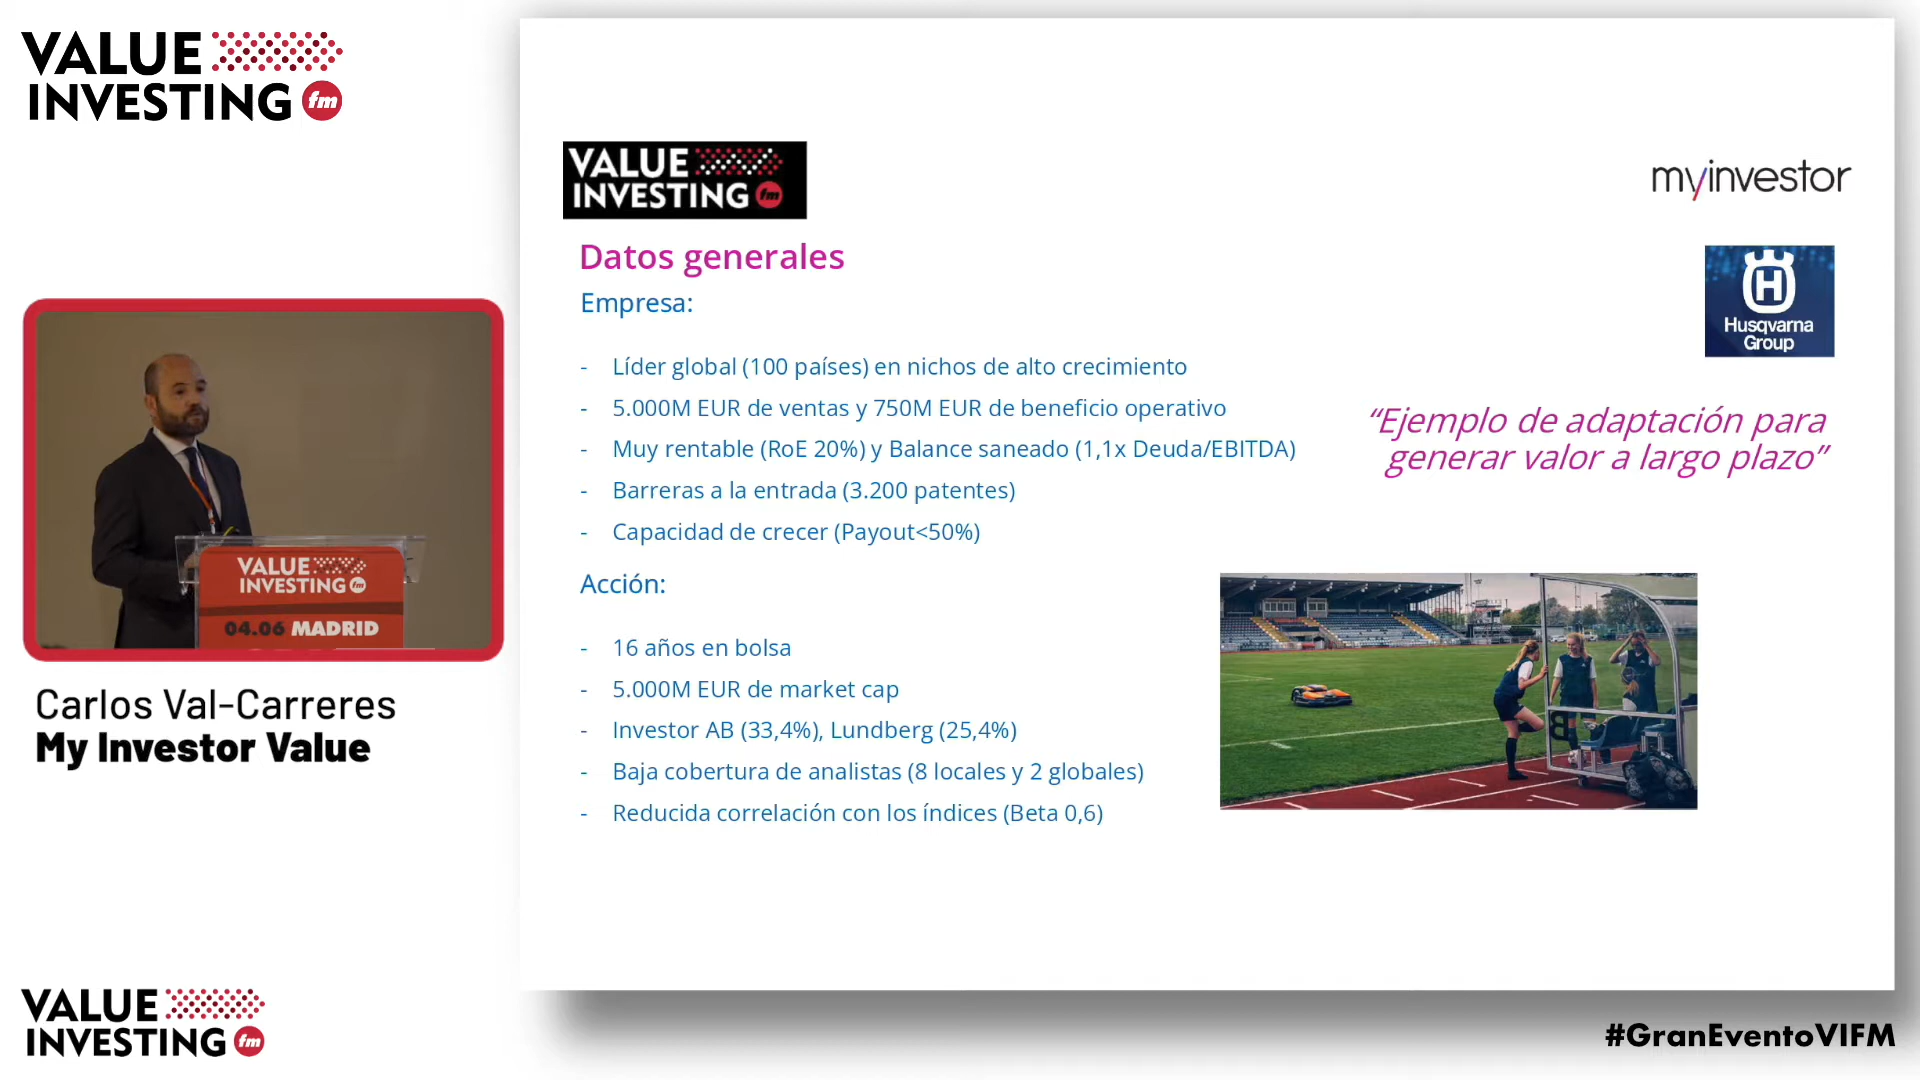 VALUE
INVESTING fm
VALUE
INVESTING fm
myinvestor
Datos generales
Empresa:
- Líder global (100 países) en nichos de alto crecimiento
- 5.000M EUR de ventas y 750M EUR de beneficio operativo
- Muy rentable (RoE 20%) y Balance saneado (1,1x Deuda/EBITDA)
- Barreras a la entrada (3.200 patentes)
- Capacidad de crecer (Payout<50%)
H
Husqvarna
Group
“Ejemplo de adaptación para
generar valor a largo plazo”
Acción:
- 16 años en bolsa
- 5.000M EUR de market cap
- Investor AB (33,4%), Lundberg (25,4%)
- Baja cobertura de analistas (8 locales y 2 globales)
- Reducida correlación con los índices (Beta 0,6)
VALUE
INVESTING fm
04.06 MADRID
Carlos Val-Carreres
My Investor Value
VALUE
INVESTING fm
#GranEventoVIFM